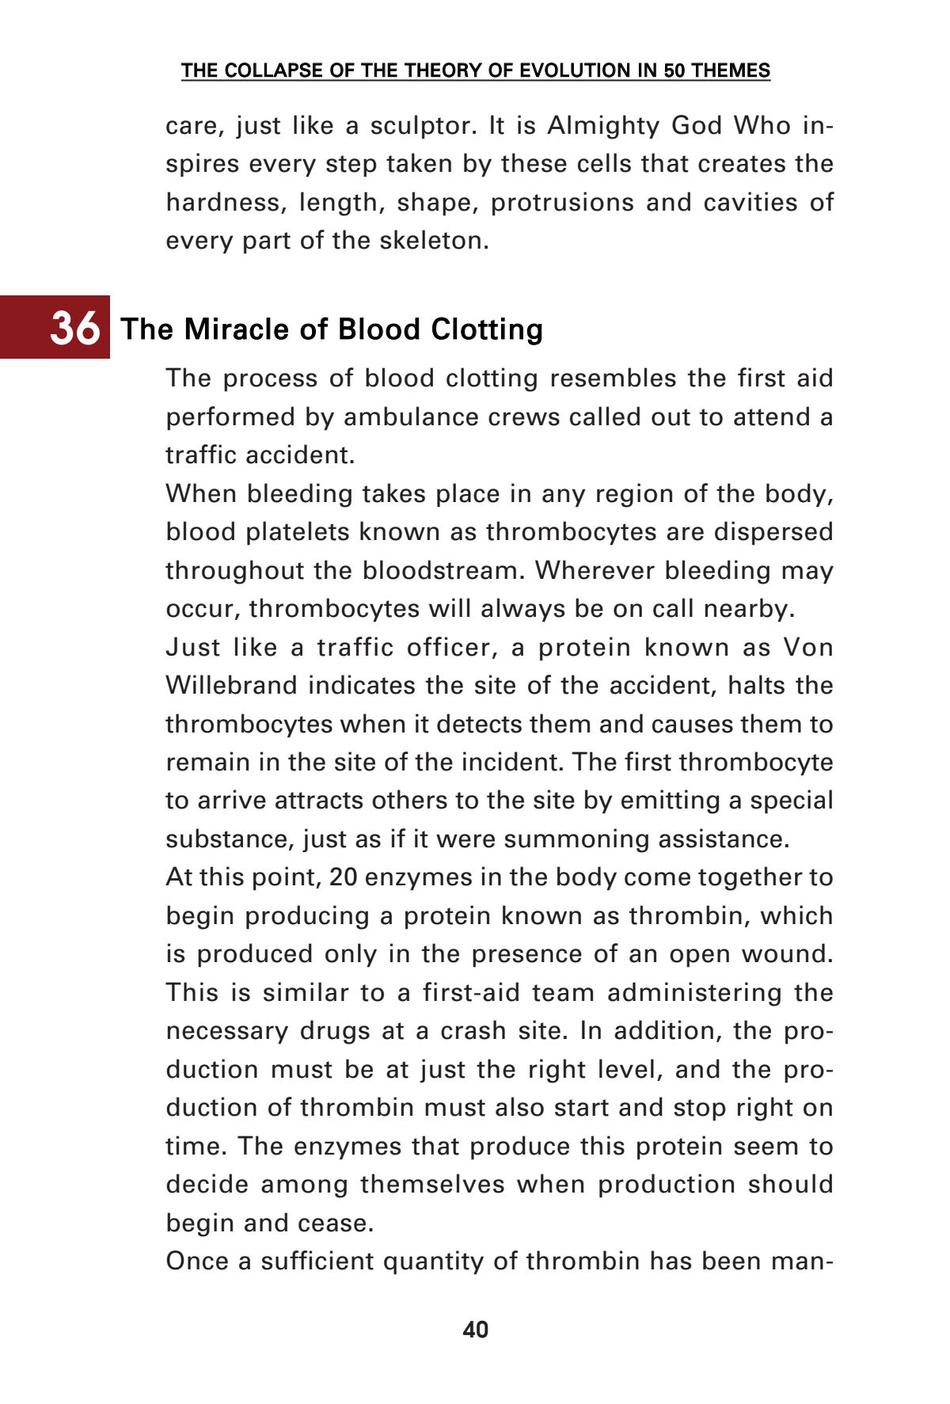 THE COLLAPSE OF THE THEORY OF EVOLUTION IN 50 THEMES
care, just like a sculptor. It is Almighty God Who in-
spires every step taken by these cells that creates the
hardness, length, shape, protrusions and cavities of
every part of the skeleton.
36 The Miracle of Blood Clotting
The process of blood clotting resembles the first aid
performed by ambulance crews called out to attend a
traffic accident.
When bleeding takes place in any region of the body,
blood platelets known as thrombocytes are dispersed
throughout the bloodstream. Wherever bleeding may
occur, thrombocytes will always be on call nearby.
Just like a traffic officer, a protein known as Von
Willebrand indicates the site of the accident, halts the
thrombocytes when it detects them and causes them to
remain in the site of the incident. The first thrombocyte
to arrive attracts others to the site by emitting a special
substance, just as if it were summoning assistance.
At this point, 20 enzymes in the body come together to
begin producing a protein known as thrombin, which
is produced only in the presence of an open wound.
This is similar to a first-aid team administering the
necessary drugs at a crash site. In addition, the pro-
duction must be at just the right level, and the pro-
duction of thrombin must also start and stop right on
time. The enzymes that produce this protein seem to
decide among themselves when production should
begin and cease.
Once a sufficient quantity of thrombin has been man-
40